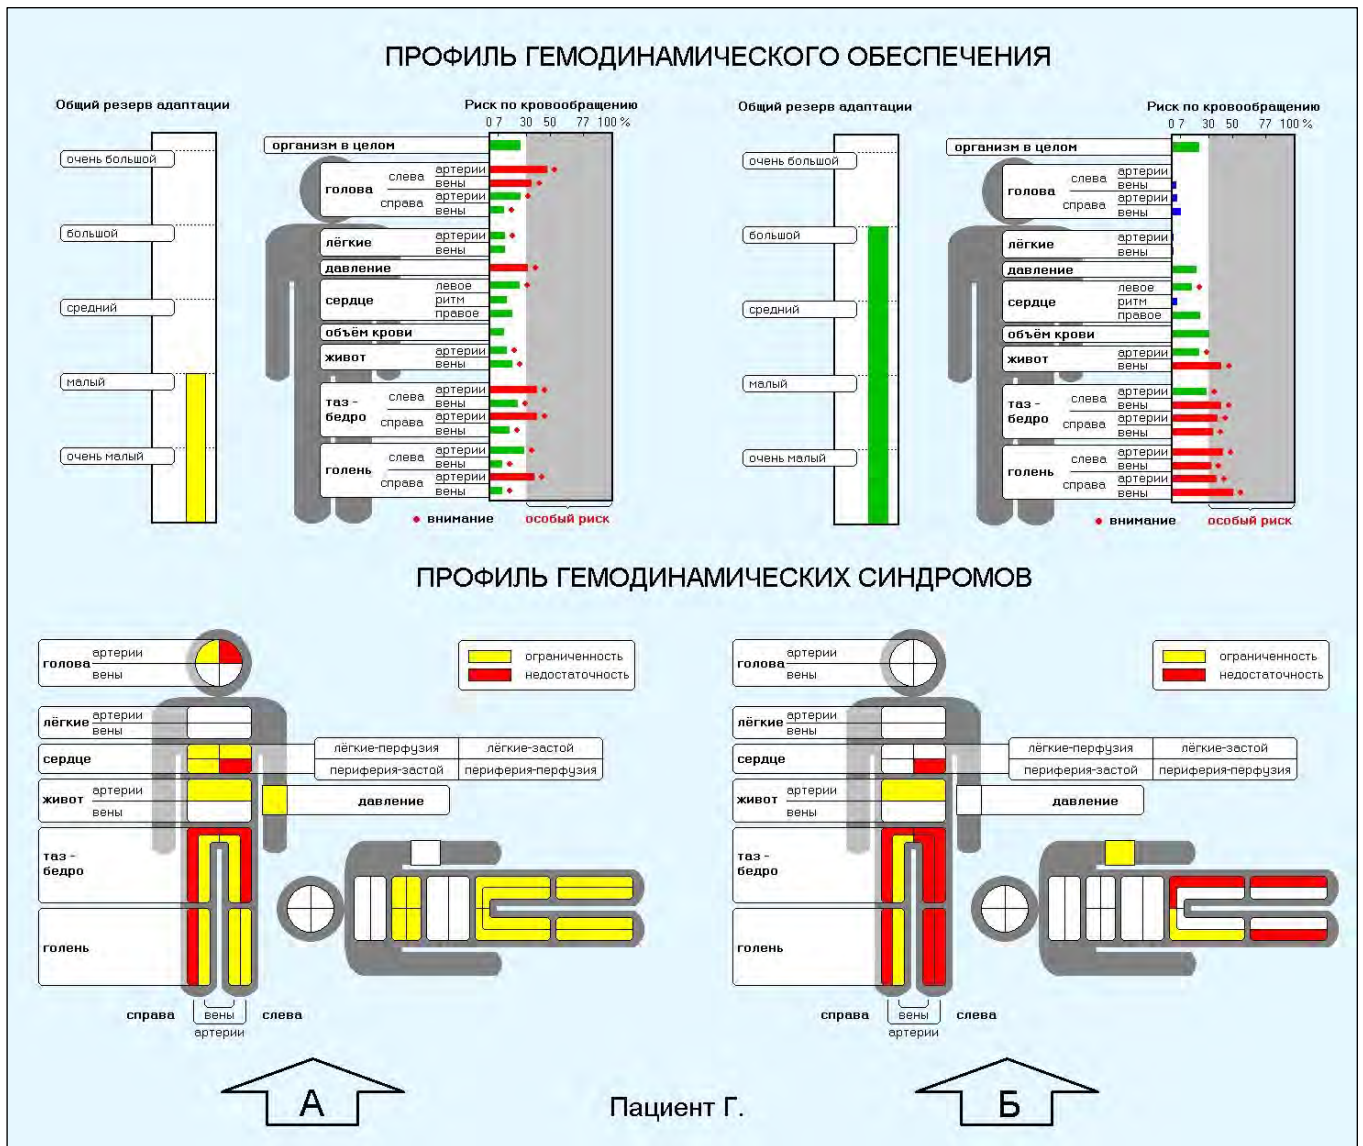 ПРОФИЛЬ ГЕМОДИНАМИЧЕСКОГО ОБЕСПЕЧЕНИЯ
Общий резерв адаптации
очень большой
большой
средний
малый
очень малый
Риск по кровообращению
0 7 30 50 77 100 %
организм в целом
голова
слева
артерии
вены
справа
артерии
вены
лёгкие
артерии
вены
давление
сердце
левое
ритм
правое
объём крови
живот
артерии
вены
таз -
бедро
слева
артерии
вены
справа
артерии
вены
голень
слева
артерии
вены
справа
артерии
вены
внимание
особый риск
Общий резерв адаптации
очень большой
большой
средний
малый
очень малый
Риск по кровообращению
0 7 30 50 77 100 %
организм в целом
голова
слева
артерии
вены
справа
артерии
вены
лёгкие
артерии
вены
давление
сердце
левое
ритм
правое
объём крови
живот
артерии
вены
таз -
бедро
слева
артерии
вены
справа
артерии
вены
голень
слева
артерии
вены
справа
артерии
вены
внимание
особый риск
ПРОФИЛЬ ГЕМОДИНАМИЧЕСКИХ СИНДРОМОВ
голова
артерии
вены
ограниченность
недостаточность
лёгкие
артерии
вены
сердце
лёгкие-перфузия
лёгкие-застой
периферия-застой
периферия-перфузия
живот
артерии
вены
давление
таз -
бедро
голень
справа
вены
слева
артерии
голова
артерии
вены
ограниченность
недостаточность
лёгкие
артерии
вены
сердце
лёгкие-перфузия
лёгкие-застой
периферия-застой
периферия-перфузия
живот
артерии
вены
давление
таз -
бедро
голень
справа
вены
слева
артерии
А
Пациент Г.
Б